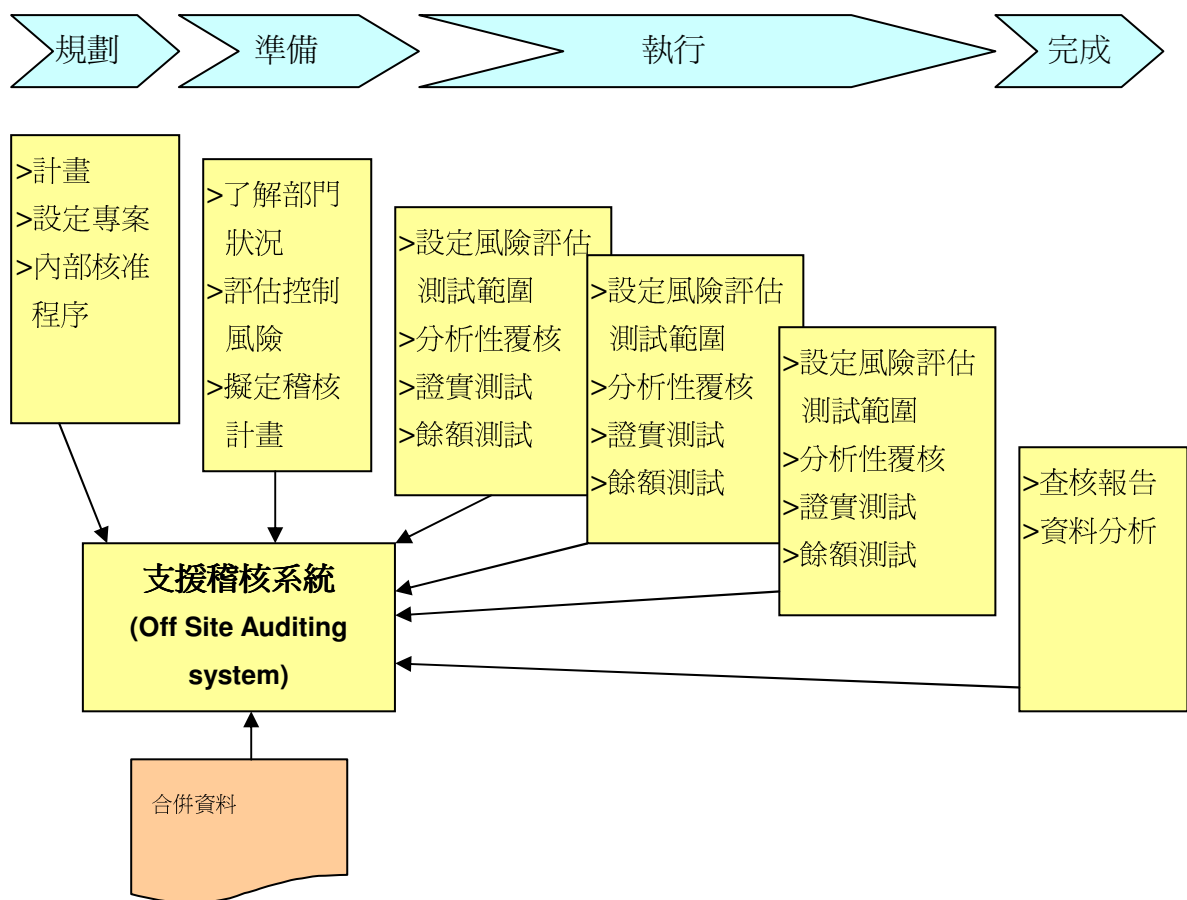 規劃
準備
執行
完成
>計畫
>設定專案
>內部核准
程序
>了解部門
狀況
>評估控制
風險
>擬定稽核
計畫
>設定風險評估
測試範圍
>分析性覆核
>證實測試
>餘額測試
>設定風險評估
測試範圍
>分析性覆核
>證實測試
>餘額測試
>設定風險評估
測試範圍
>分析性覆核
>證實測試
>餘額測試
>查核報告
>資料分析
支援稽核系統
(Off Site Auditing
system)
合併資料